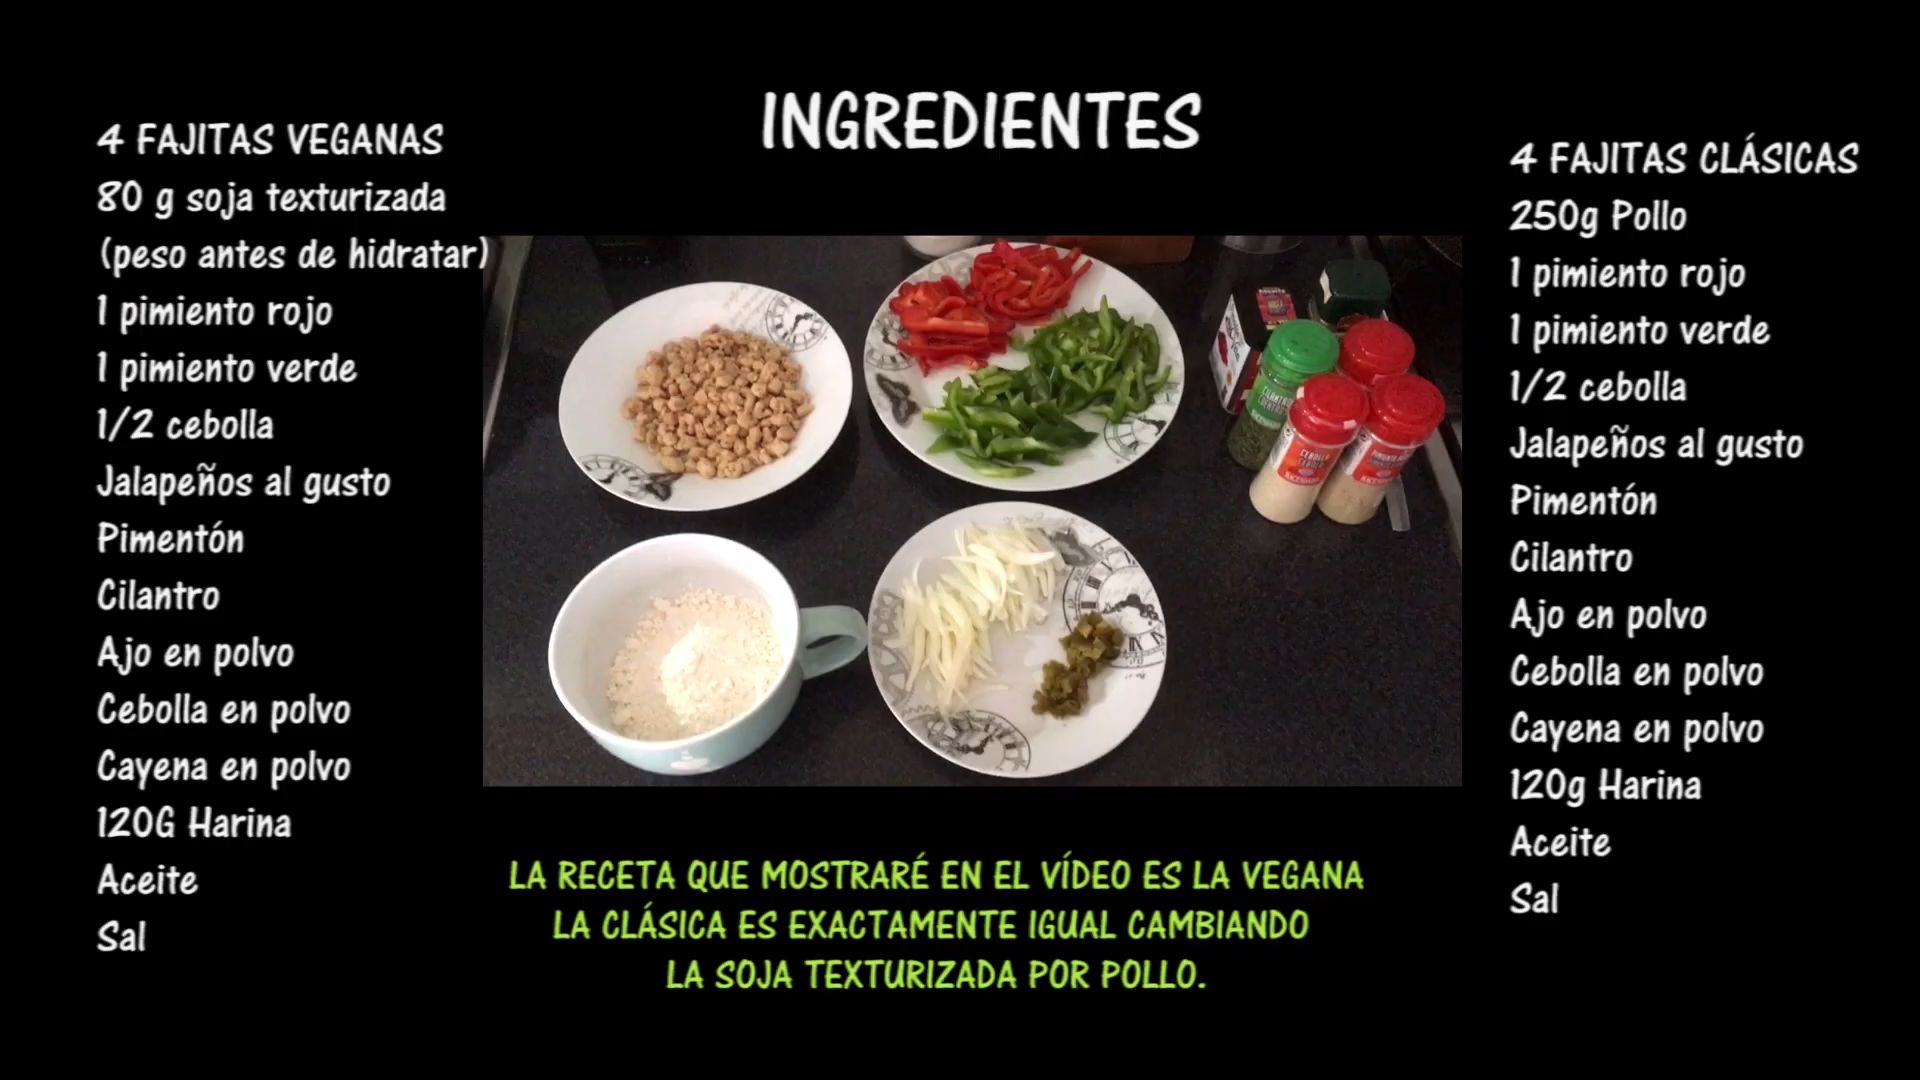 INGREDIENTES
4 FAJITAS VEGANAS
80 g soja texturizada
(peso antes de hidratar)
1 pimiento rojo
1 pimiento verde
1/2 cebolla
Jalapeños al gusto
Pimentón
Cilantro
Ajo en polvo
Cebolla en polvo
Cayena en polvo
120G Harina
Aceite
Sal
4 FAJITAS CLÁSICAS
250g Pollo
1 pimiento rojo
1 pimiento verde
1/2 cebolla
Jalapeños al gusto
Pimentón
Cilantro
Ajo en polvo
Cebolla en polvo
Cayena en polvo
120g Harina
Aceite
Sal
CEBOLLA
LA RECETA QUE MOSTRARÉ EN EL VÍDEO ES LA VEGANA
LA CLÁSICA ES EXACTAMENTE IGUAL CAMBIANDO
LA SOJA TEXTURIZADA POR POLLO.